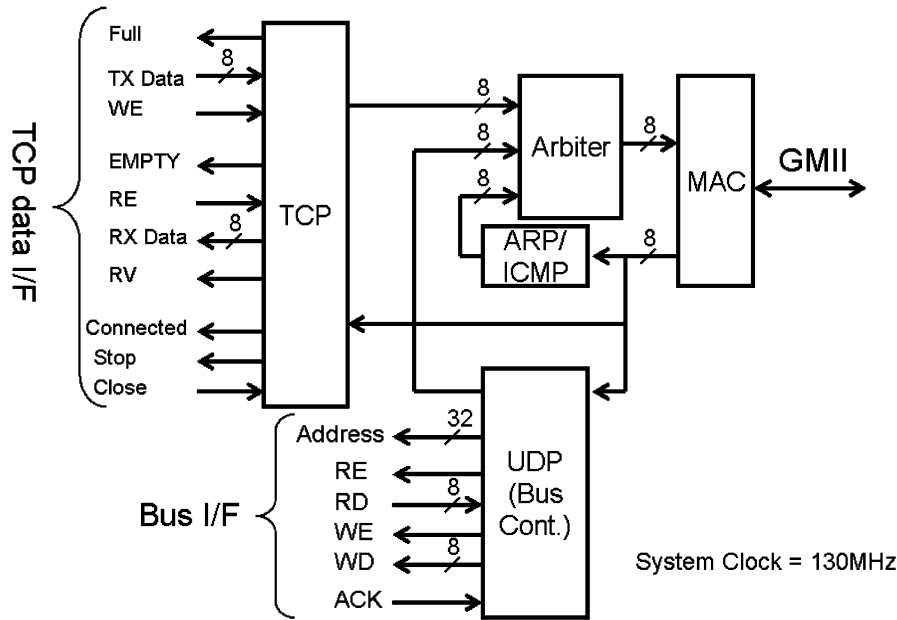 TCP data I/F
Full
8
TX Data
WE
EMPTY
RE
8
RX Data
RV
Connected
Stop
Close
TCP
8
8
8
Arbiter
8
MAC
GMII
ARP/
ICMP
8
Bus I/F
Address
32
RE
RD
8
WE
WD
8
ACK
UDP
(Bus
Cont.)
System Clock = 130MHz